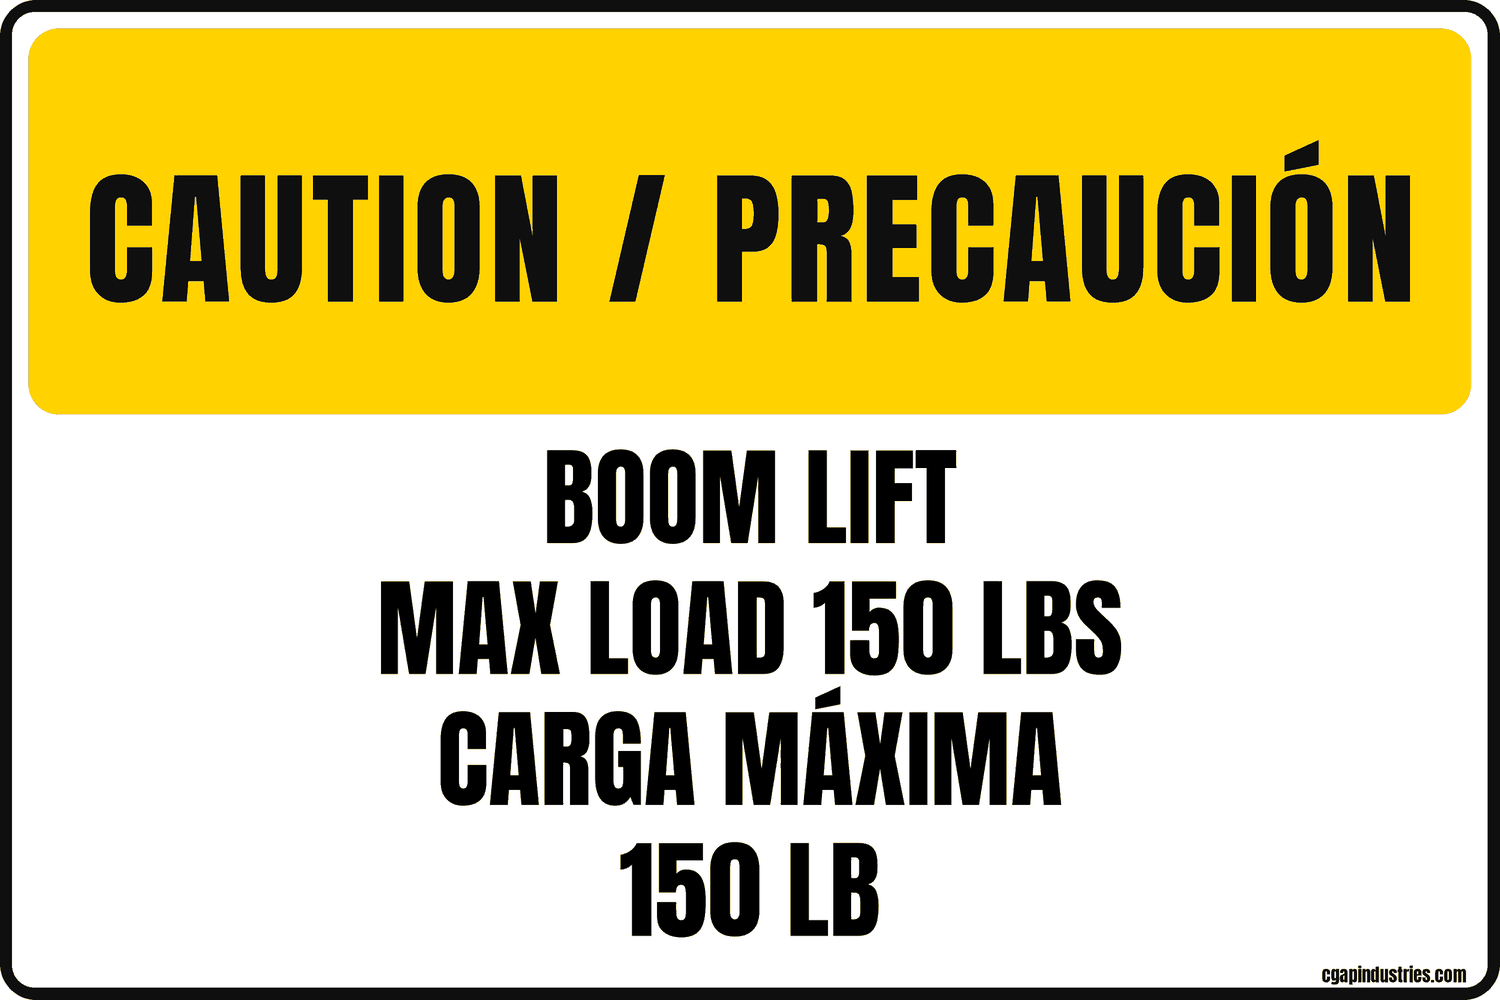 CAUTION / PRECAUCIÓN
BOOM LIFT
MAX LOAD 150 LBS
CARGA MÁXIMA
150 LB
cgapindustries.com